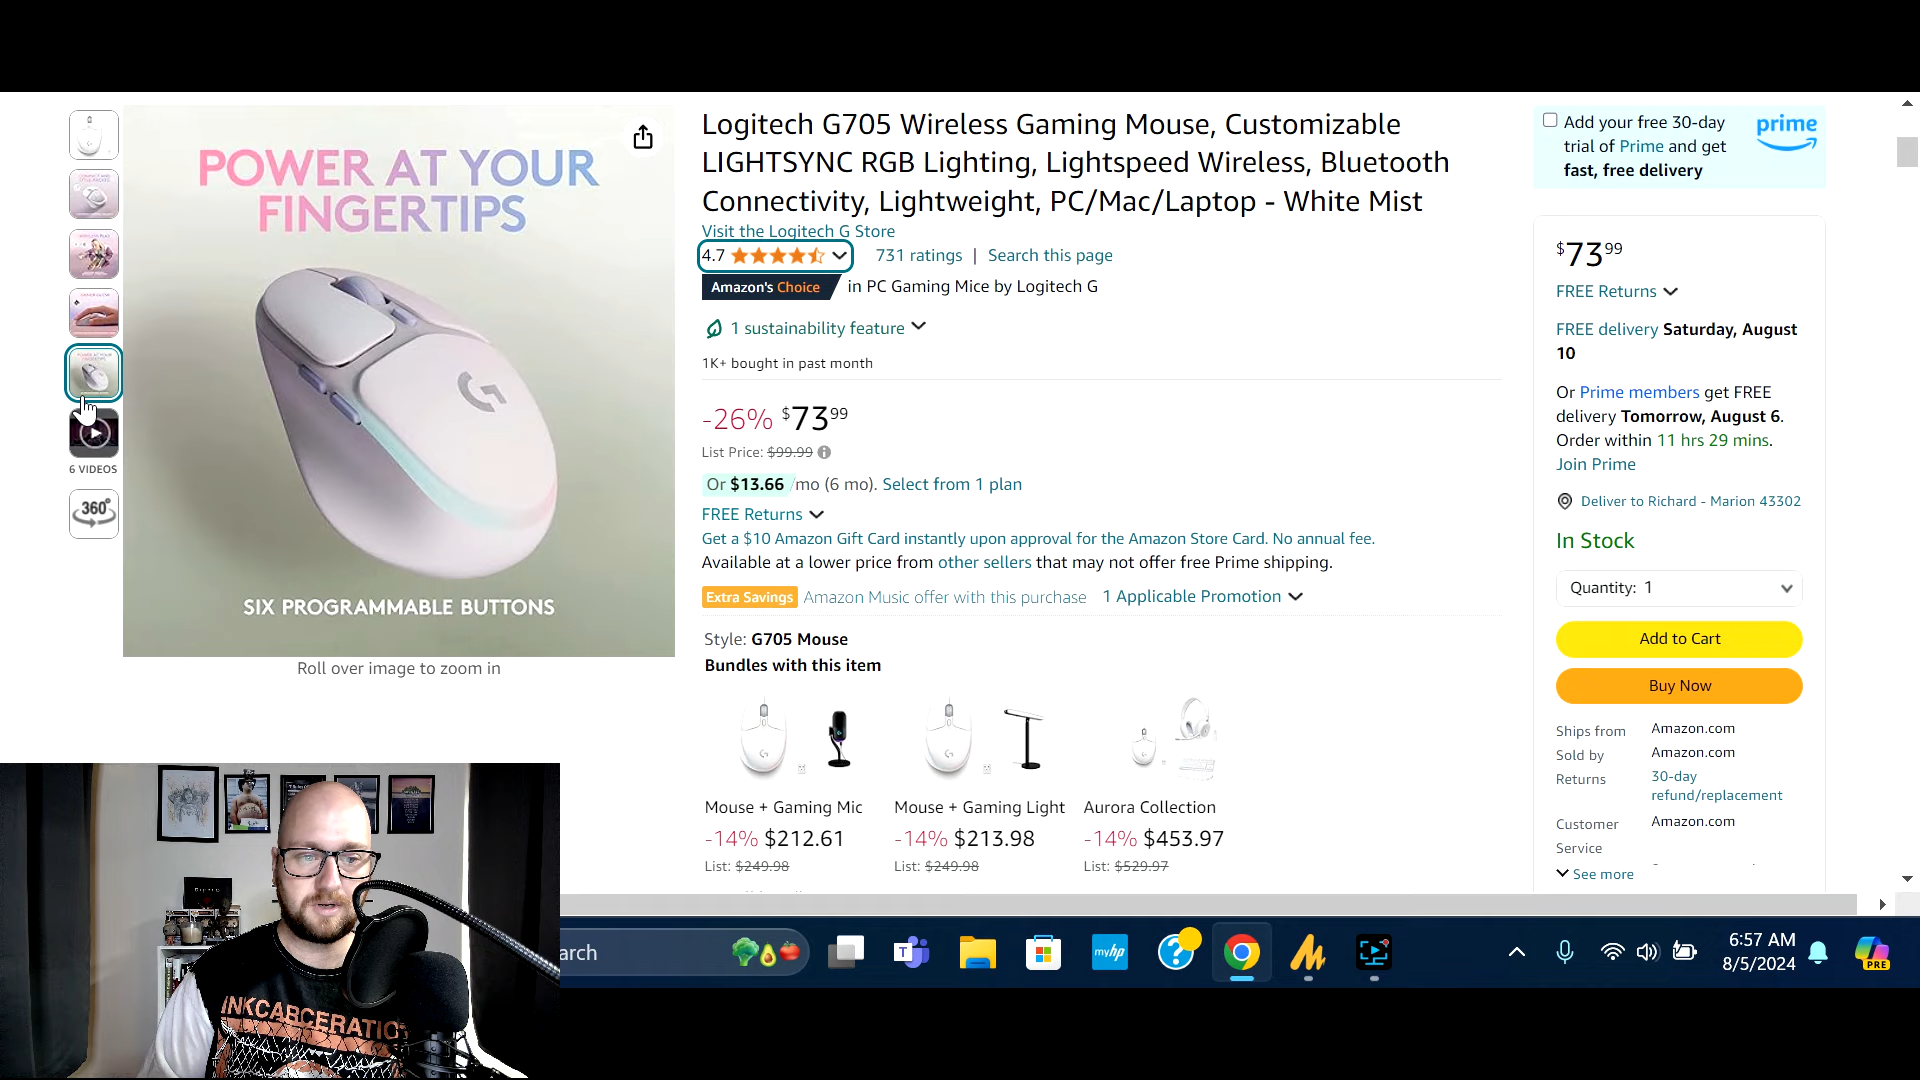 POWER AT YOUR
FINGERTIPS
SIX PROGRAMMABLE BUTTONS
Roll over image to zoom in
6 VIDEOS
360°
Logitech G705 Wireless Gaming Mouse, Customizable
LIGHTSYNC RGB Lighting, Lightspeed Wireless, Bluetooth
Connectivity, Lightweight, PC/Mac/Laptop - White Mist
Visit the Logitech G Store
4.7 731 ratings | Search this page
Amazon's Choice in PC Gaming Mice by Logitech G
1 sustainability feature
1K+ bought in past month
-26% $73 99
List Price: $99.99
Or $13.66 /mo (6 mo). Select from 1 plan
FREE Returns
Get a $10 Amazon Gift Card instantly upon approval for the Amazon Store Card. No annual fee.
Available at a lower price from other sellers that may not offer free Prime shipping.
Extra Savings Amazon Music offer with this purchase 1 Applicable Promotion
Style: G705 Mouse
Bundles with this item
Mouse + Gaming Mic Mouse + Gaming Light Aurora Collection
-14% $212.61 -14% $213.98 -14% $453.97
List: $249.98 List: $249.98 List: $529.97
Add your free 30-day
trial of Prime and get
fast, free delivery
prime
$73 99
FREE Returns
FREE delivery Saturday, August
10
Or Prime members get FREE
delivery Tomorrow, August 6.
Order within 11 hrs 29 mins.
Join Prime
Deliver to Richard - Marion 43302
In Stock
Quantity: 1
Add to Cart
Buy Now
Ships from Amazon.com
Sold by Amazon.com
Returns 30-day
refund/replacement
Customer Amazon.com
Service
See more
INKCARCERATIO
arch
T
myhp
?
6:57 AM
8/5/2024
PRE